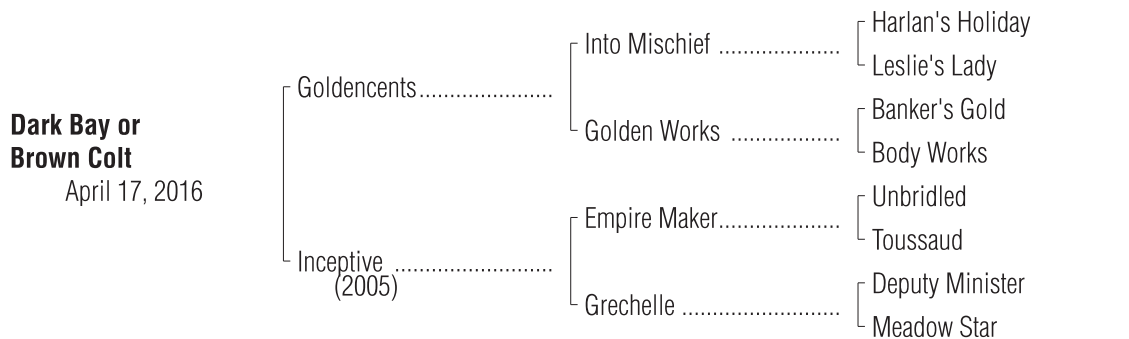 Dark Bay or
Brown Colt
April 17, 2016
Goldencents......................
Inceptive ..........................
(2005)
Into Mischief ....................
Golden Works ..................
Empire Maker....................
Grechelle ..........................
Harlan's Holiday
Leslie's Lady
Banker's Gold
Body Works
Unbridled
Toussaud
Deputy Minister
Meadow Star